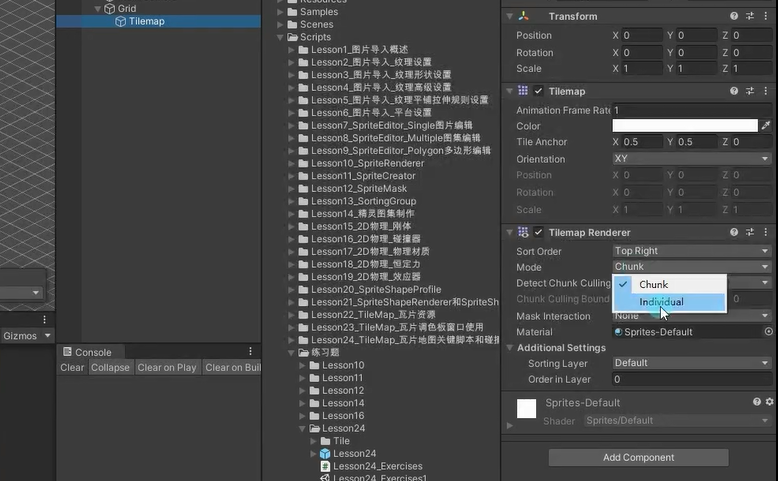 Grid
Tilemap
Gizmos
Console
Clear Collapse Clear on Play Clear on Buil
Samples
Scenes
Scripts
Lesson1_图片导入概述
Lesson2_图片导入_纹理设置
Lesson3_图片导入_纹理形状设置
Lesson4_图片导入_纹理高级设置
Lesson5_图片导入_纹理平铺拉伸规则设置
Lesson6_图片导入_平台设置
Lesson7_SpriteEditor_Single图片编辑
Lesson8_SpriteEditor_Multiple图集编辑
Lesson9_SpriteEditor_Polygon多边形编辑
Lesson10_SpriteRenderer
Lesson11_SpriteCreator
Lesson12_SpriteMask
Lesson13_SortingGroup
Lesson14_精灵图集制作
Lesson15_2D物理_刚体
Lesson16_2D物理_碰撞器
Lesson17_2D物理_物理材质
Lesson18_2D物理_恒定力
Lesson19_2D物理_效应器
Lesson20_SpriteShapeProfile
Lesson21_SpriteShapeRenderer和SpriteSh
Lesson22_TileMap_瓦片资源
Lesson23_TileMap_瓦片调色板窗口使用
Lesson24_TileMap_瓦片地图关键脚本和碰撞
练习题
Lesson10
Lesson11
Lesson12
Lesson14
Lesson16
Lesson24
Tile
Lesson24
Lesson24_Exercises
Lesson24_Exercises1
Transform
Position X 0 Y 0 Z 0
Rotation X 0 Y 0 Z 0
Scale X 1 Y 1 Z 1
Tilemap
Animation Frame Rate 1
Color
Tile Anchor X 0.5 Y 0.5 Z 0
Orientation XY
Position X 0 Y 0 Z 0
Rotation X 0 Y 0 Z 0
Scale X 1 Y 1 Z 1
Tilemap Renderer
Sort Order Top Right
Mode Chunk
Detect Chunk Culling
Chunk
Chunk Culling Bound 0
Individual
Mask Interaction None
Material Sprites-Default
Additional Settings
Sorting Layer Default
Order in Layer 0
Sprites-Default
Shader Sprites/Default
Add Component